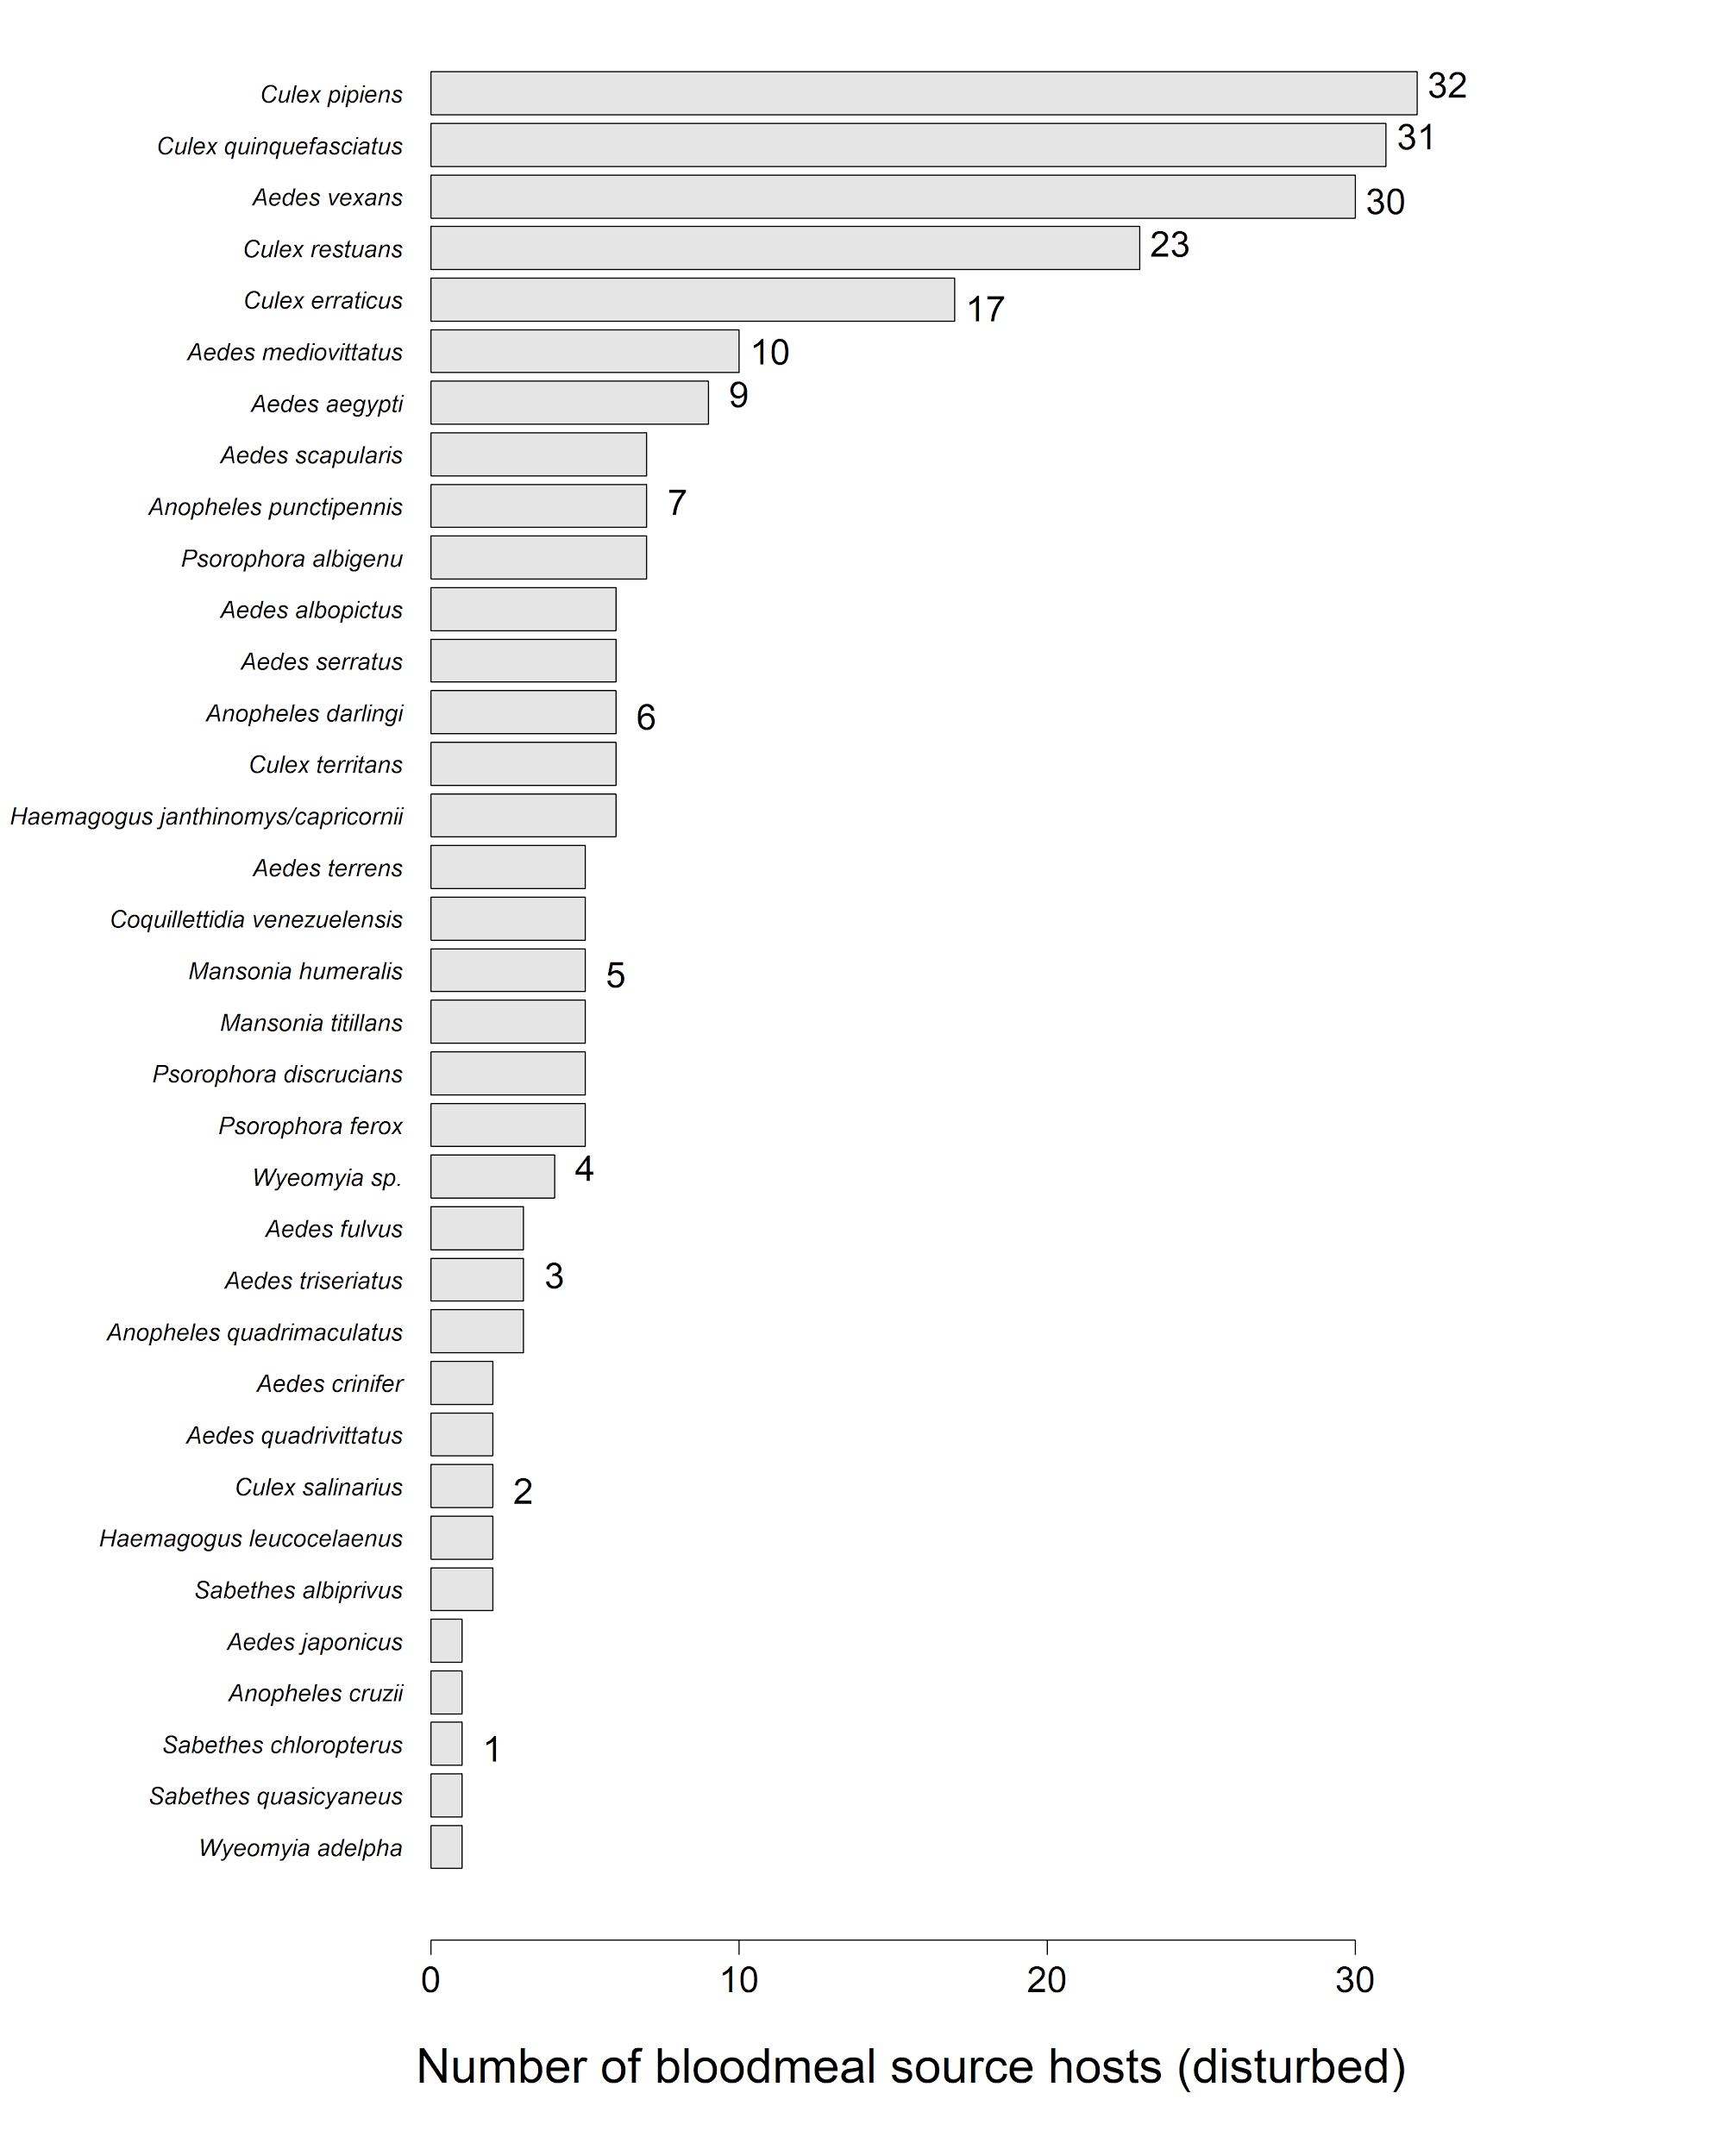 Culex pipiens 32
Culex quinquefasciatus 31
Aedes vexans 30
Culex restuans 23
Culex erraticus 17
Aedes mediovittatus 10
Aedes aegypti 9
Aedes scapularis
Anopheles punctipennis 7
Psorophora albigenu
Aedes albopictus
Aedes serratus
Anopheles darlingi 6
Culex territans
Haemagogus janthinomys/capricornii
Aedes terrens
Coquillettidia venezuelensis
Mansonia humeralis 5
Mansonia titillans
Psorophora discrucians
Psorophora ferox
Wyeomyia sp. 4
Aedes fulvus
Aedes triseriatus 3
Anopheles quadrimaculatus
Aedes crinifer
Aedes quadrivittatus
Culex salinarius 2
Haemagogus leucocelaenus
Sabethes albiprivus
Aedes japonicus
Anopheles cruzii
Sabethes chloropterus 1
Sabethes quasicyaneus
Wyeomyia adelpha
0 10 20 30
Number of bloodmeal source hosts (disturbed)